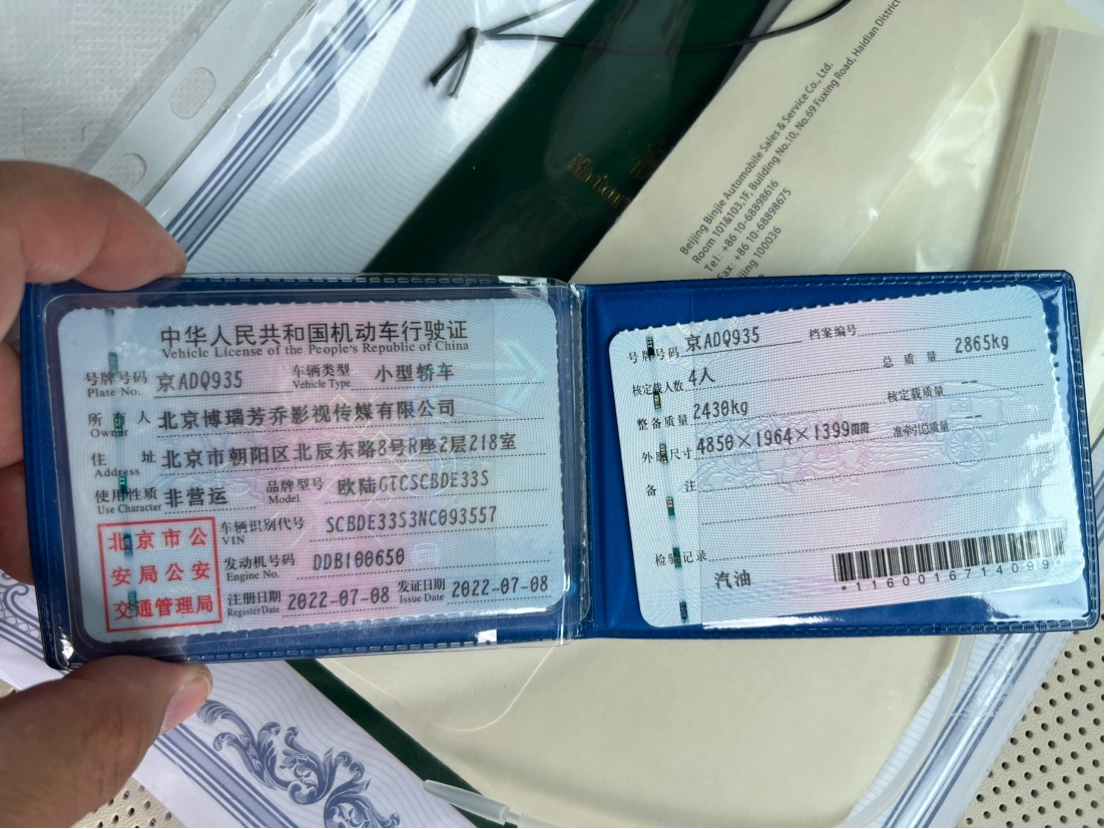 Beijing Binjie Automobile Sales & Service Co., Ltd.
Room 101&103,1F, Building No.10, No.69 Fuxing Road, Haidian District
Tel: +86 10-68898616
Fax: +86 10-68898675
jing 100036
中华人民共和国机动车行驶证
Vehicle License of the People's Republic of China
号牌号码 京ADQ935 车辆类型 小型轿车
Plate No. Vehicle Type
所有人 北京博瑞芳乔影视传媒有限公司
Owner
住址 北京市朝阳区北辰东路8号R座2层218室
Address
使用性质 非营运 品牌型号 欧陆GTCSCBDE33S
Use Character Model
北京市公
安局公安
交通管理局
车辆识别代号 SCBDE33S3NC093557
VIN
发动机号码 DDB100650
Engine No.
注册日期 2022-07-08 发证日期 2022-07-08
Register Date Issue Date
号牌号码 京ADQ935 档案编号
核定载人数 4人 总质量 2865kg
整备质量 2430kg 核定载质量 --
外廓尺寸 4850×1964×1399mm 准牵引总质量 --
备注
检验记录
汽油
*1160016714099*